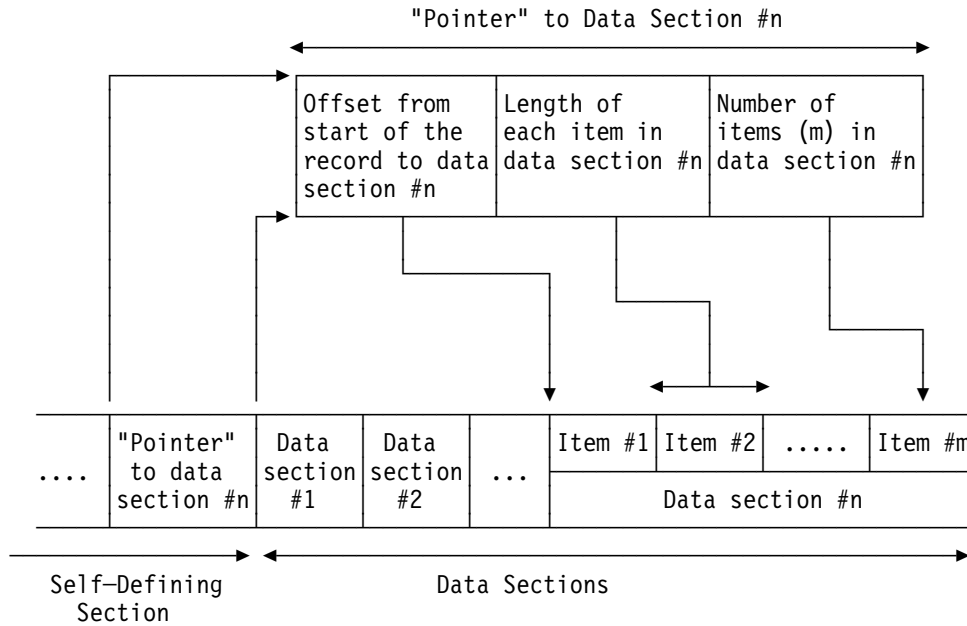 "Pointer" to Data Section #n
Offset from
start of the
record to data
section #n
Length of
each item in
data section #n
Number of
items (m) in
data section #n
....
"Pointer"
to data
section #n
Data
section
#1
Data
section
#2
...
Item #1
Item #2
.....
Item #m
Data section #n
Self–Defining
Section
Data Sections